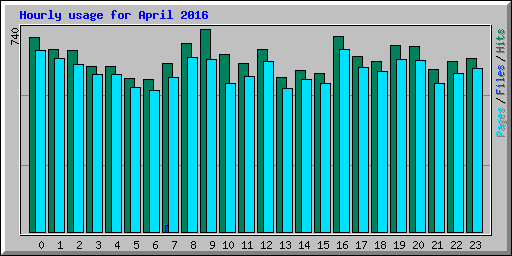 Hourly usage for April 2016
740
Pages/Files/Hits
0 1 2 3 4 5 6 7 8 9 10 11 12 13 14 15 16 17 18 19 20 21 22 23